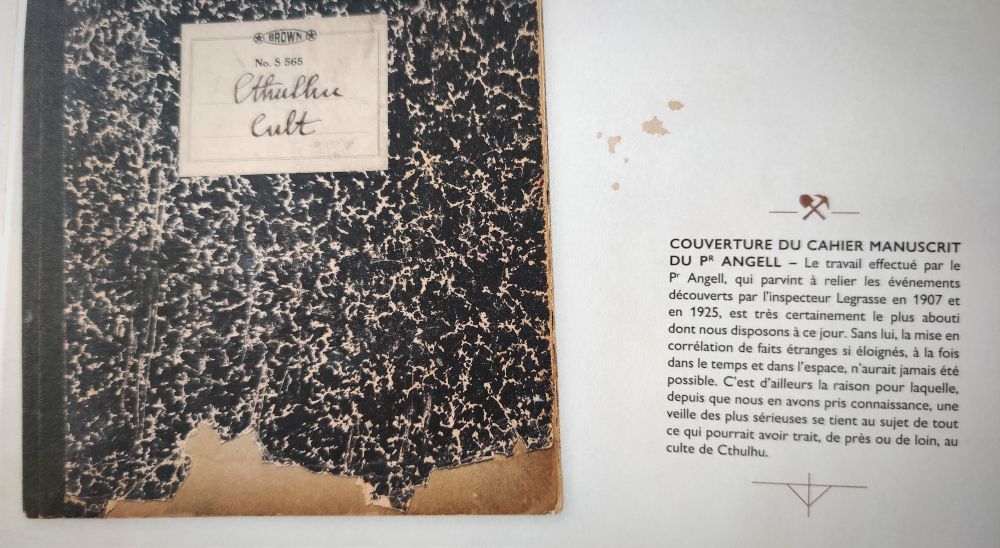 BROWN
No. S 565
Cthulhu
Cult
COUVERTURE DU CAHIER MANUSCRIT
DU Pᴿ ANGELL – Le travail effectué par le
Pʳ Angell, qui parvint à relier les événements
découverts par l'inspecteur Legrasse en 1907 et
en 1925, est très certainement le plus abouti
dont nous disposons à ce jour. Sans lui, la mise en
corrélation de faits étranges si éloignés, à la fois
dans le temps et dans l'espace, n'aurait jamais été
possible. C'est d'ailleurs la raison pour laquelle,
depuis que nous en avons pris connaissance, une
veille des plus sérieuses se tient au sujet de tout
ce qui pourrait avoir trait, de près ou de loin, au
culte de Cthulhu.